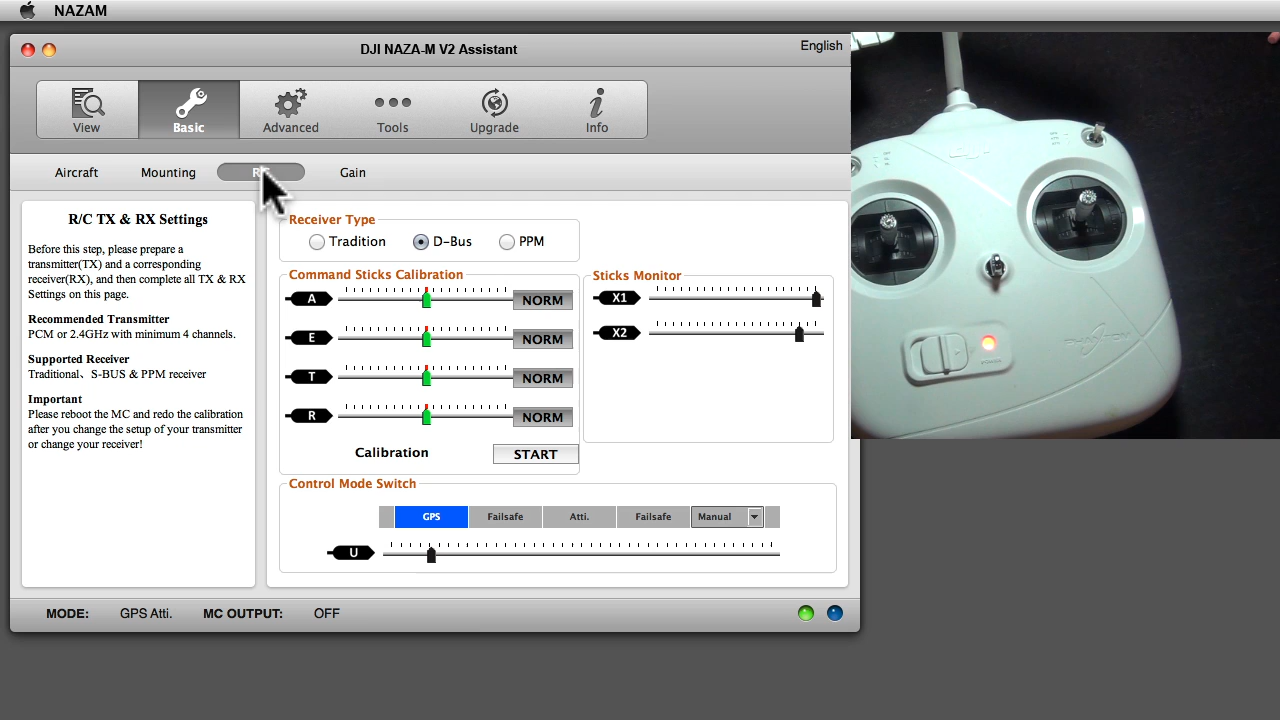 NAZAM
DJI NAZA-M V2 Assistant
English
View
Basic
Advanced
Tools
Upgrade
Info
Aircraft
Mounting
Gain
R/C TX & RX Settings
Before this step, please prepare a
transmitter(TX) and a corresponding
receiver(RX), and then complete all TX & RX
Settings on this page.
Recommended Transmitter
PCM or 2.4GHz with minimum 4 channels.
Supported Receiver
Traditional、S-BUS & PPM receiver
Important
Please reboot the MC and redo the calibration
after you change the setup of your transmitter
or change your receiver!
Receiver Type
Tradition
D-Bus
PPM
Command Sticks Calibration
A
NORM
E
NORM
T
NORM
R
NORM
Calibration
START
Sticks Monitor
X1
X2
Control Mode Switch
GPS
Failsafe
Atti.
Failsafe
Manual
U
MODE:
GPS Atti.
MC OUTPUT:
OFF
PHANTOM
POWER